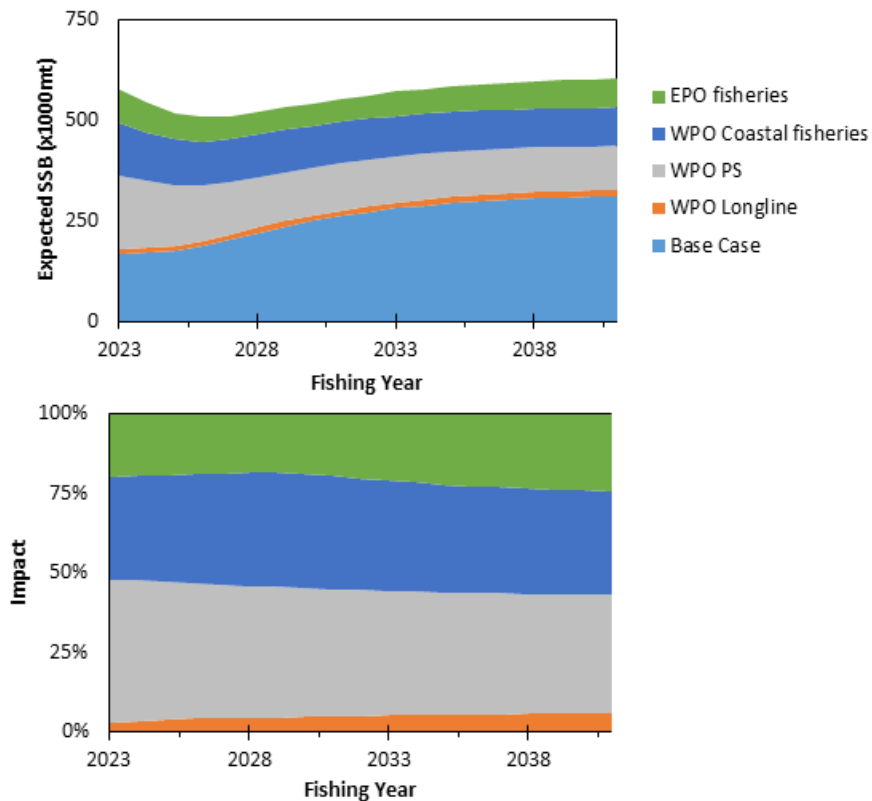 750
500
250
0
Expected SSB (x1000mt)
2023
2028
2033
2038
Fishing Year
EPO fisheries
WPO Coastal fisheries
WPO PS
WPO Longline
Base Case
100%
75%
50%
25%
0%
Impact
2023
2028
2033
2038
Fishing Year